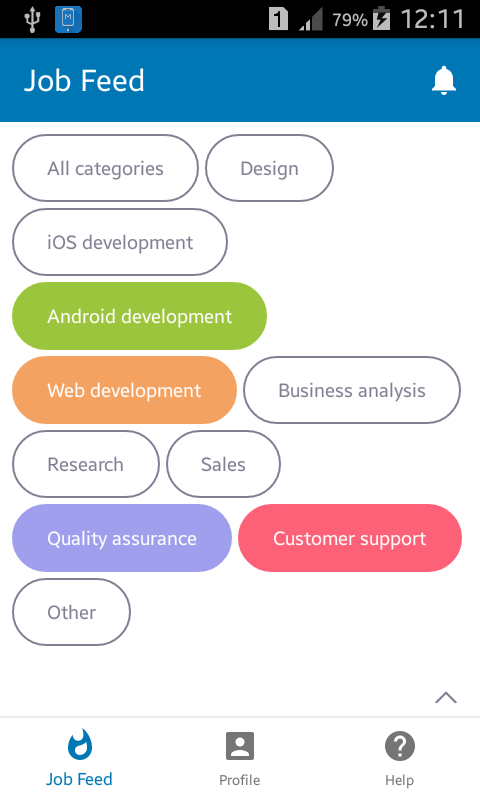 1 79% 12:11
Job Feed
All categories Design
iOS development
Android development
Web development Business analysis
Research Sales
Quality assurance Customer support
Other
Job Feed Profile Help